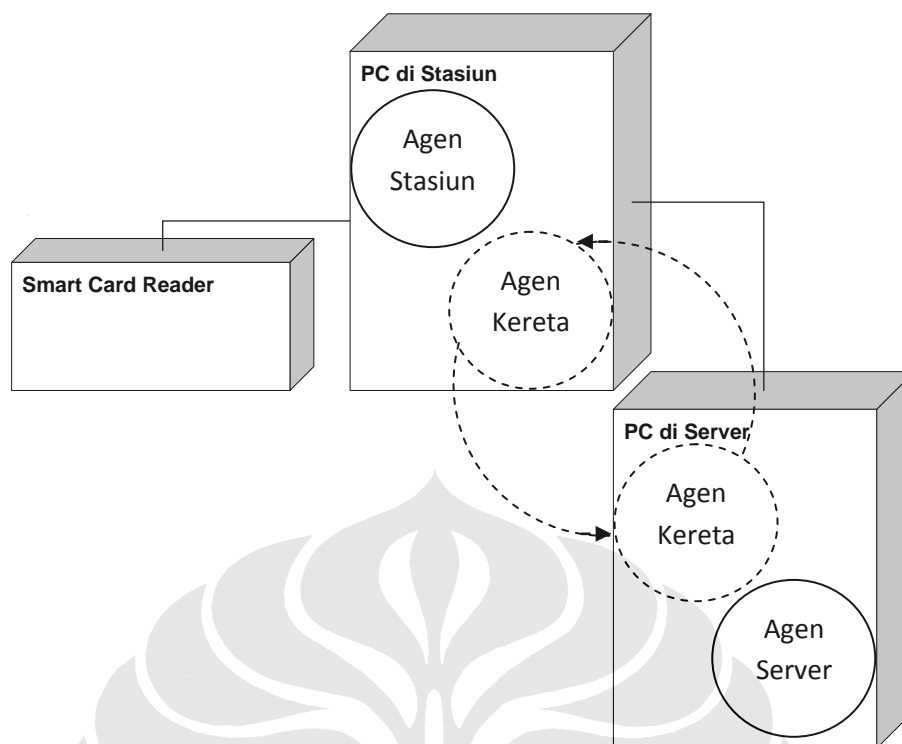 PC di Stasiun
Agen
Stasiun
Smart Card Reader
Agen
Kereta
PC di Server
Agen
Kereta
Agen
Server